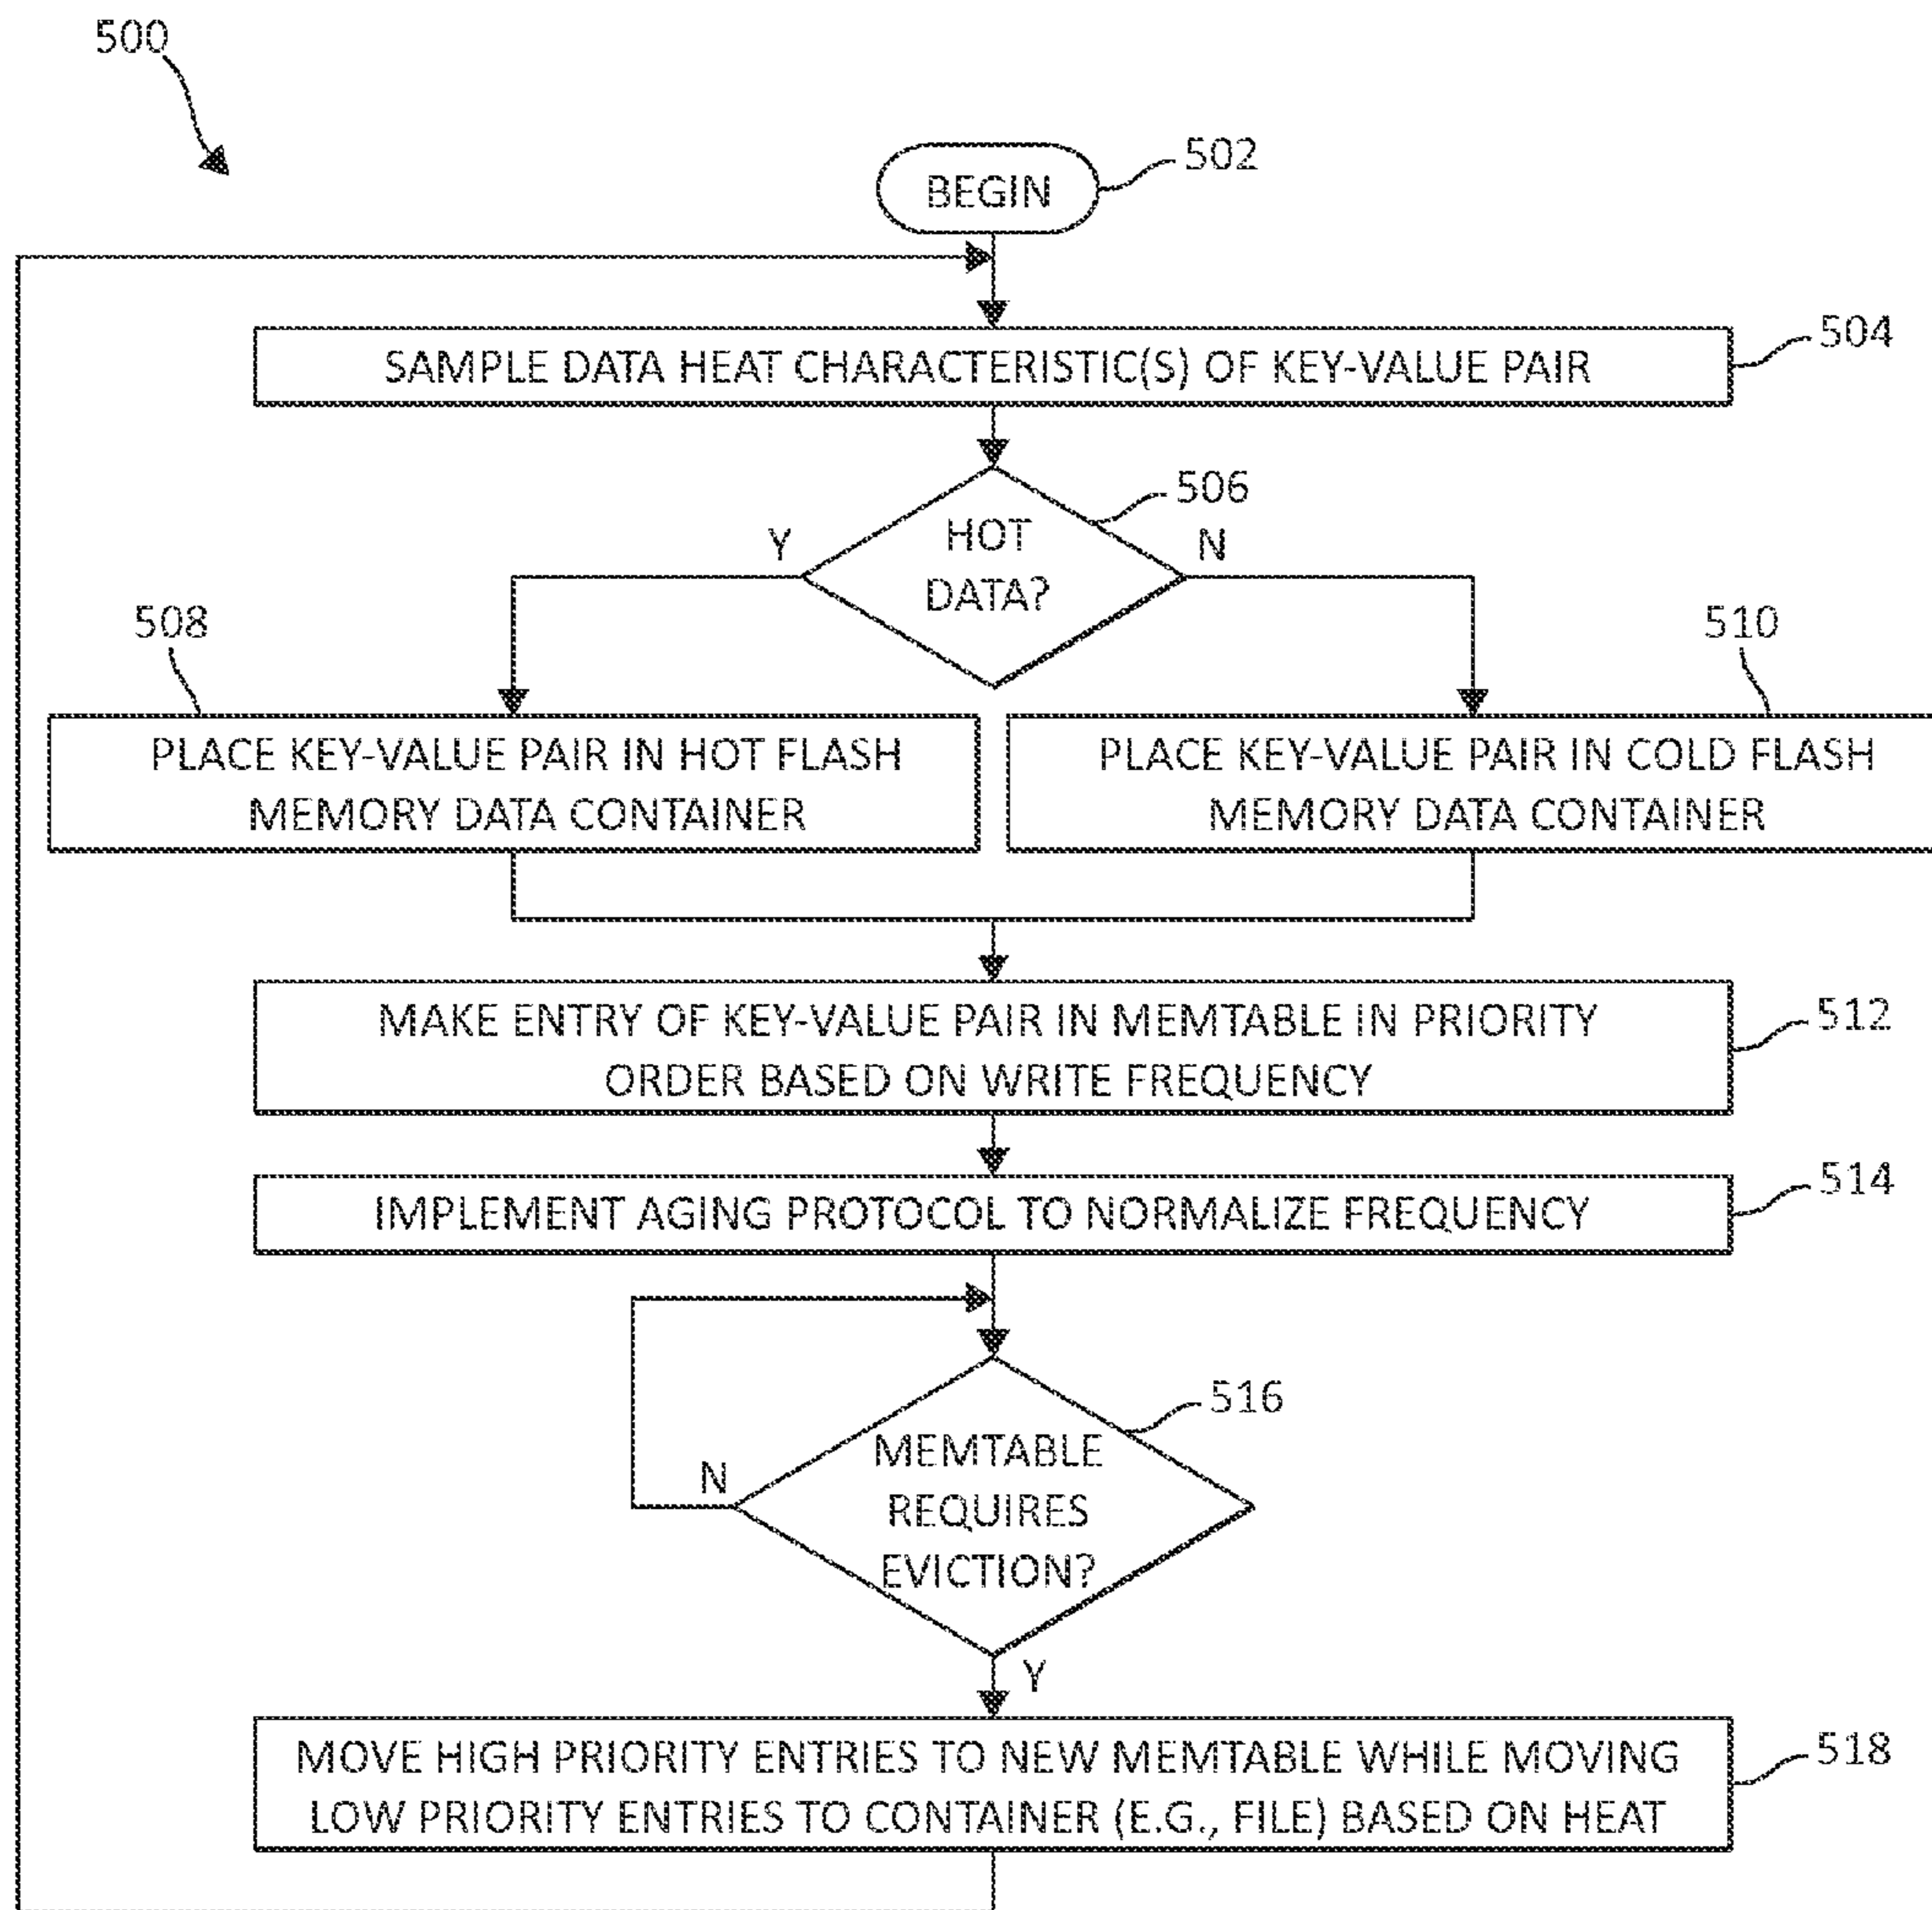 500
BEGIN
502
SAMPLE DATA HEAT CHARACTERISTIC(S) OF KEY-VALUE PAIR
504
506
HOT
DATA?
Y
N
508
510
PLACE KEY-VALUE PAIR IN HOT FLASH
MEMORY DATA CONTAINER
PLACE KEY-VALUE PAIR IN COLD FLASH
MEMORY DATA CONTAINER
MAKE ENTRY OF KEY-VALUE PAIR IN MEMTABLE IN PRIORITY
ORDER BASED ON WRITE FREQUENCY
512
IMPLEMENT AGING PROTOCOL TO NORMALIZE FREQUENCY
514
516
MEMTABLE
REQUIRES
EVICTION?
N
Y
MOVE HIGH PRIORITY ENTRIES TO NEW MEMTABLE WHILE MOVING
LOW PRIORITY ENTRIES TO CONTAINER (E.G., FILE) BASED ON HEAT
518